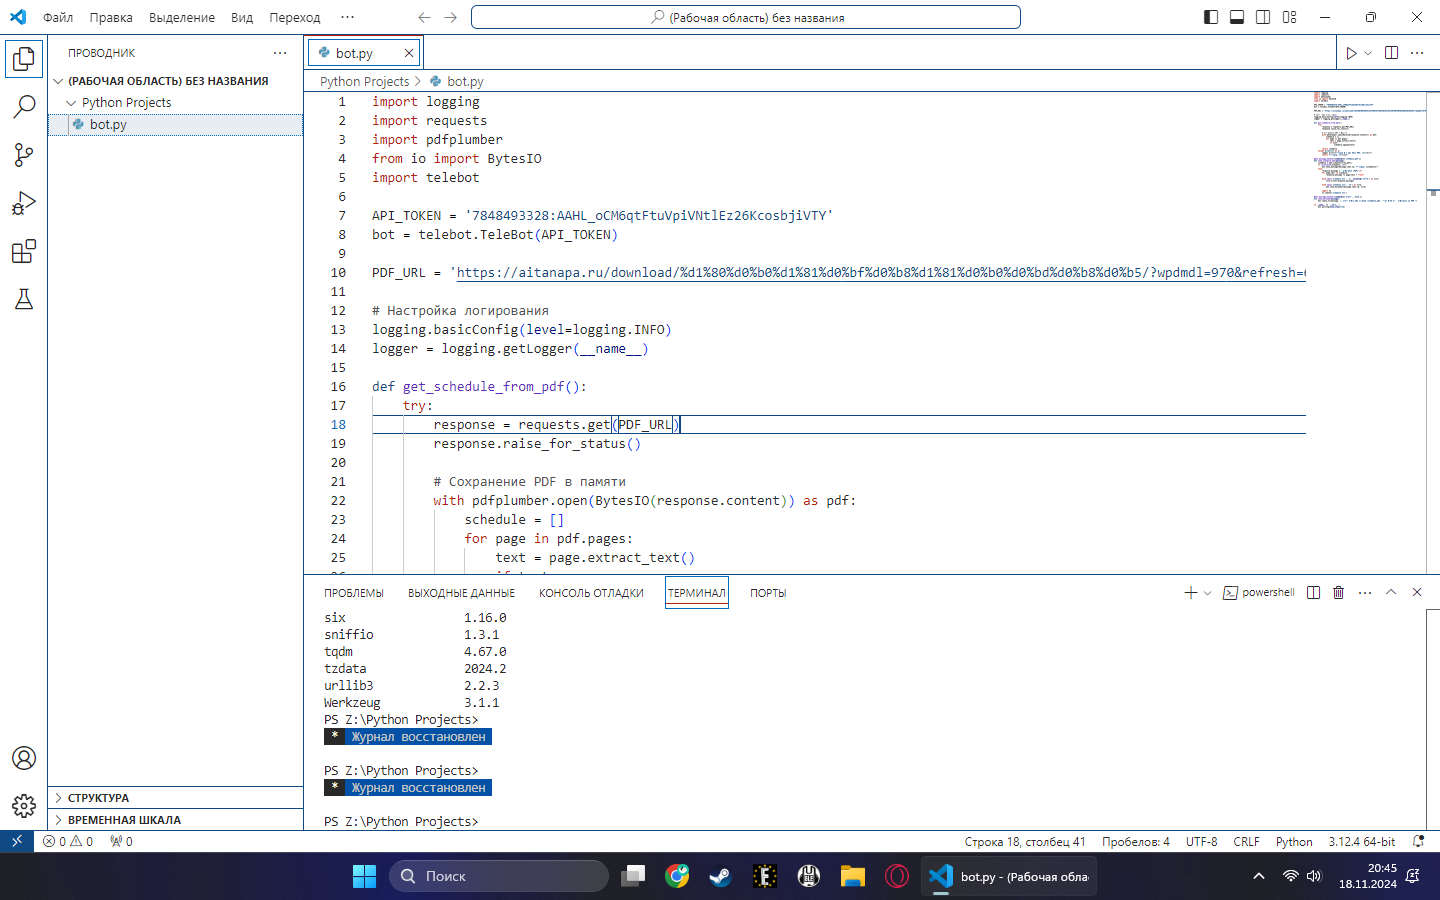 Файл Правка Выделение Вид Переход ···
(Рабочая область) без названия
ПРОВОДНИК
(РАБОЧАЯ ОБЛАСТЬ) БЕЗ НАЗВАНИЯ
Python Projects
bot.py
СТРУКТУРА
ВРЕМЕННАЯ ШКАЛА
bot.py
Python Projects > bot.py
1 import logging
2 import requests
3 import pdfplumber
4 from io import BytesIO
5 import telebot
6
7 API_TOKEN = '7848493328:AAHL_oCM6qtFtuVpiVNtlEz26KcosbjiVTY'
8 bot = telebot.TeleBot(API_TOKEN)
9
10 PDF_URL = 'https://aitanapa.ru/download/%d1%80%d0%b0%d1%81%d0%bf%d0%b8%d1%81%d0%b0%d0%bd%d0%b8%d0%b5/?wpdmdl=970&refresh=6
11
12 # Настройка логирования
13 logging.basicConfig(level=logging.INFO)
14 logger = logging.getLogger(__name__)
15
16 def get_schedule_from_pdf():
17 try:
18 response = requests.get(PDF_URL)
19 response.raise_for_status()
20
21 # Сохранение PDF в памяти
22 with pdfplumber.open(BytesIO(response.content)) as pdf:
23 schedule = []
24 for page in pdf.pages:
25 text = page.extract_text()
ПРОБЛЕМЫ ВЫХОДНЫЕ ДАННЫЕ КОНСОЛЬ ОТЛАДКИ ТЕРМИНАЛ ПОРТЫ
powershell
six 1.16.0
sniffio 1.3.1
tqdm 4.67.0
tzdata 2024.2
urllib3 2.2.3
Werkzeug 3.1.1
PS Z:\Python Projects>
* Журнал восстановлен
PS Z:\Python Projects>
* Журнал восстановлен
PS Z:\Python Projects>
0 0 0
Строка 18, столбец 41 Пробелов: 4 UTF-8 CRLF Python 3.12.4 64-bit
Поиск
bot.py - (Рабочая обла
20:45
18.11.2024